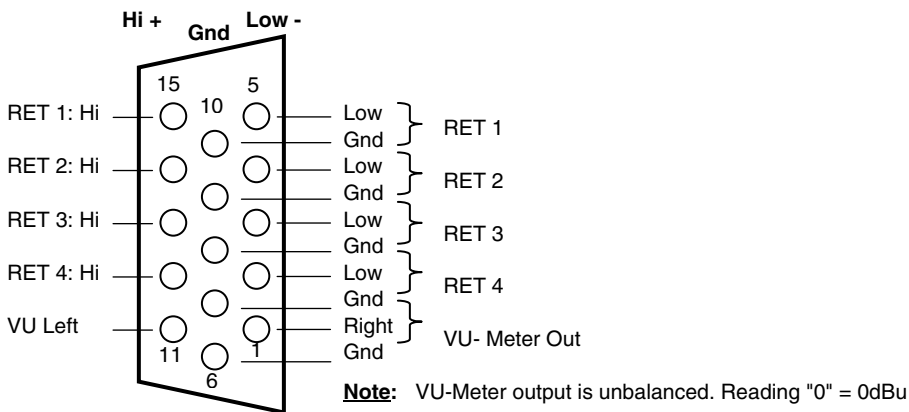 Hi + Gnd Low -
15 10 5
RET 1: Hi Low
Gnd RET 1
RET 2: Hi Low
Gnd RET 2
RET 3: Hi Low
Gnd RET 3
RET 4: Hi Low
Gnd RET 4
VU Left Right
11 1 Gnd VU- Meter Out
6
Note: VU-Meter output is unbalanced. Reading "0" = 0dBu